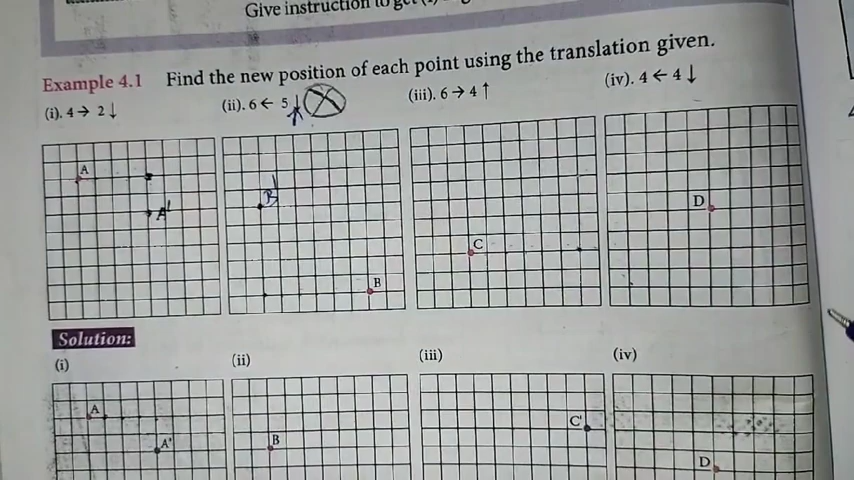 Give instruction to get (
Example 4.1 Find the new position of each point using the translation given.
(i). 4 → 2 ↓ (ii). 6 ← 5 (iii). 6 → 4 ↑ (iv). 4 ← 4 ↓
A
A'
B'
B
C
D
Solution:
(i) (ii) (iii) (iv)
A
A'
B
C'
D